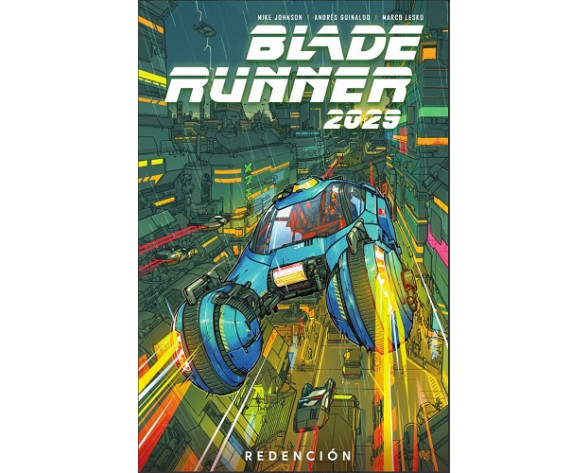 MIKE JOHNSON | ANDRÉS GUINALDO | MARCO LESKO
BLADE
RUNNER
2029
REDENCIÓN